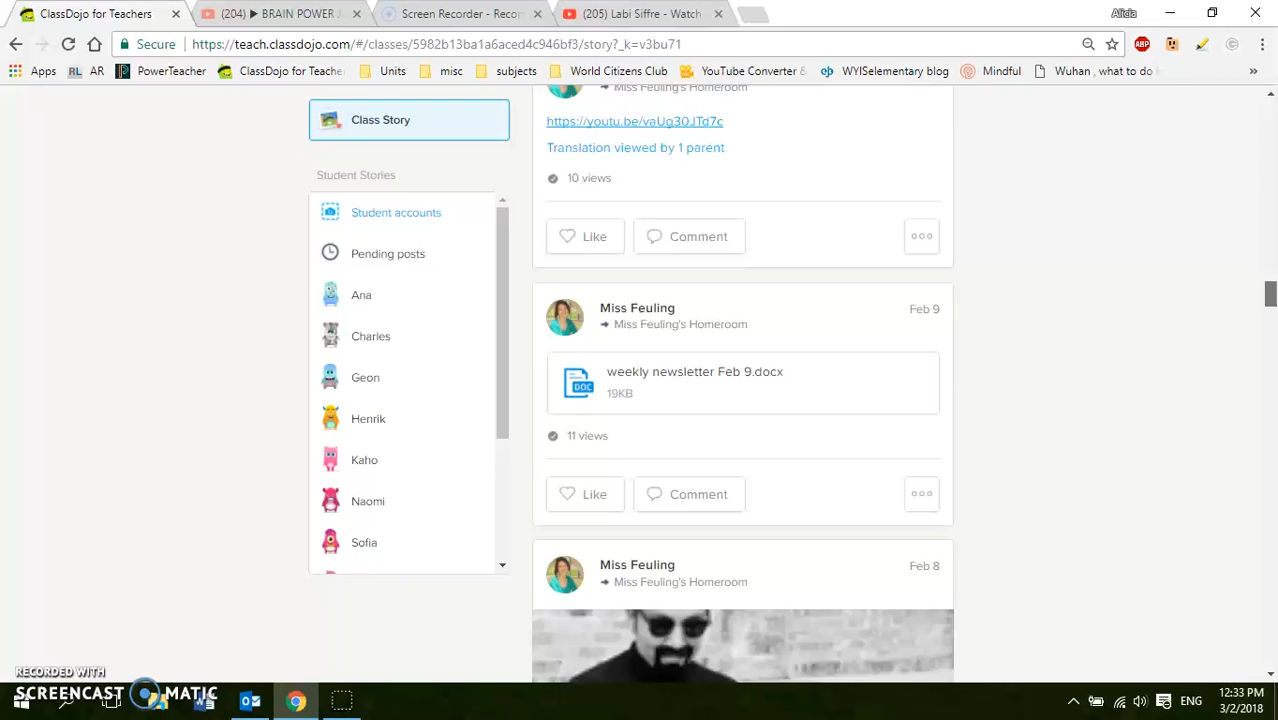 ClassDojo for Teachers
(204) ▶ BRAIN POWER J
Screen Recorder - Recor
(205) Labi Siffre - Watch
Alicia
Secure
https://teach.classdojo.com/#/classes/5982b13ba1a6aced4c946bf3/story?_k=v3bu71
ABP
Apps
RL AR
PowerTeacher
ClassDojo for Teache
Units
misc
subjects
World Citizens Club
YouTube Converter &
WYISelementary blog
Mindful
Wuhan , what to do i
»
Class Story
Student Stories
Student accounts
Pending posts
Ana
Charles
Geon
Henrik
Kaho
Naomi
Sofia
Miss Feuling's Homeroom
https://youtu.be/vaUg30JTd7c
Translation viewed by 1 parent
10 views
Like
Comment
Miss Feuling
Feb 9
Miss Feuling's Homeroom
weekly newsletter Feb 9.docx
DOC
19KB
11 views
Like
Comment
Miss Feuling
Feb 8
Miss Feuling's Homeroom
RECORDED WITH
SCREENCAST MATIC
ENG
12:33 PM
3/2/2018